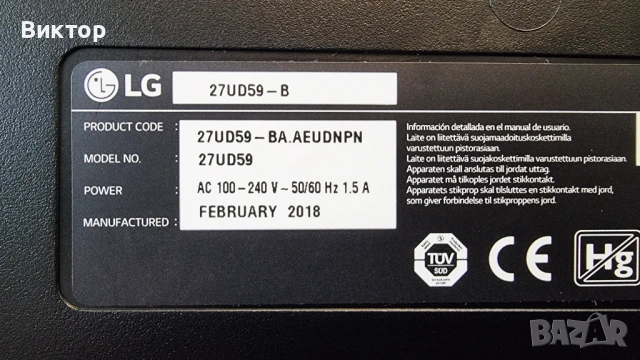 Виктор
LG
27UD59-B
PRODUCT CODE :
27UD59-BA.AEUDNPN
MODEL NO. :
27UD59
POWER :
AC 100-240 V ~ 50/60 Hz 1.5 A
MANUFACTURED :
FEBRUARY 2018
Información detallada en el manual de usuario.
Laite on liitettävä suojamaadoituskoskettimilla
varustettuun pistorasiaan.
Laite on liitettävä suojakoskettimilla varustettuun pistorasiaan.
Apparaten skall anslutas till jordat uttag.
Apparatet må tilkoples jordet stikkontakt.
Apparatets stikprop skal tilsluttes en stikkontakt med jord,
som giver forbindelse til stikproppens jord.
TÜV
SÜD
CE
Hg
BAZAR